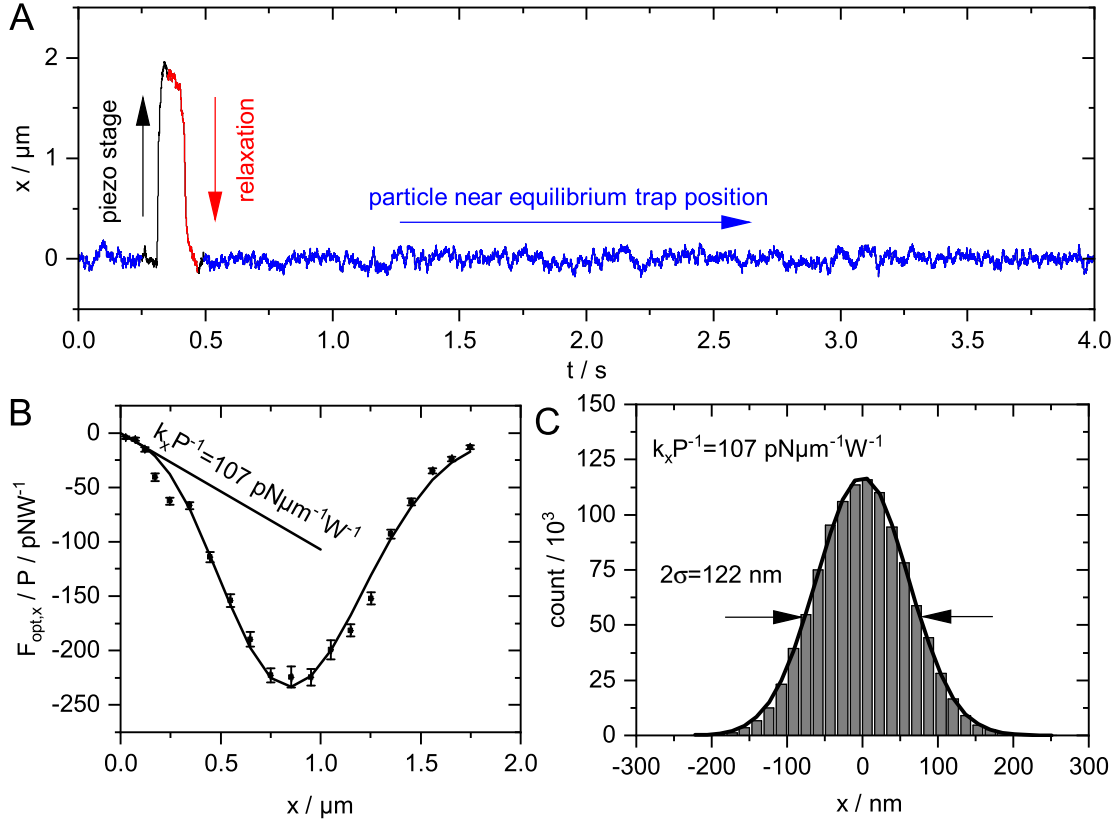 A
2
1
0
x / µm
piezo stage
relaxation
particle near equilibrium trap position
0.0 0.5 1.0 1.5 2.0 2.5 3.0 3.5 4.0
t / s
B
0
-50
-100
-150
-200
-250
F_opt,x / P / pNW⁻¹
kₓP⁻¹=107 pNµm⁻¹W⁻¹
0.0 0.5 1.0 1.5 2.0
x / µm
C
150
125
100
75
50
25
0
count / 10³
kₓP⁻¹=107 pNµm⁻¹W⁻¹
2σ=122 nm
-300 -200 -100 0 100 200 300
x / nm